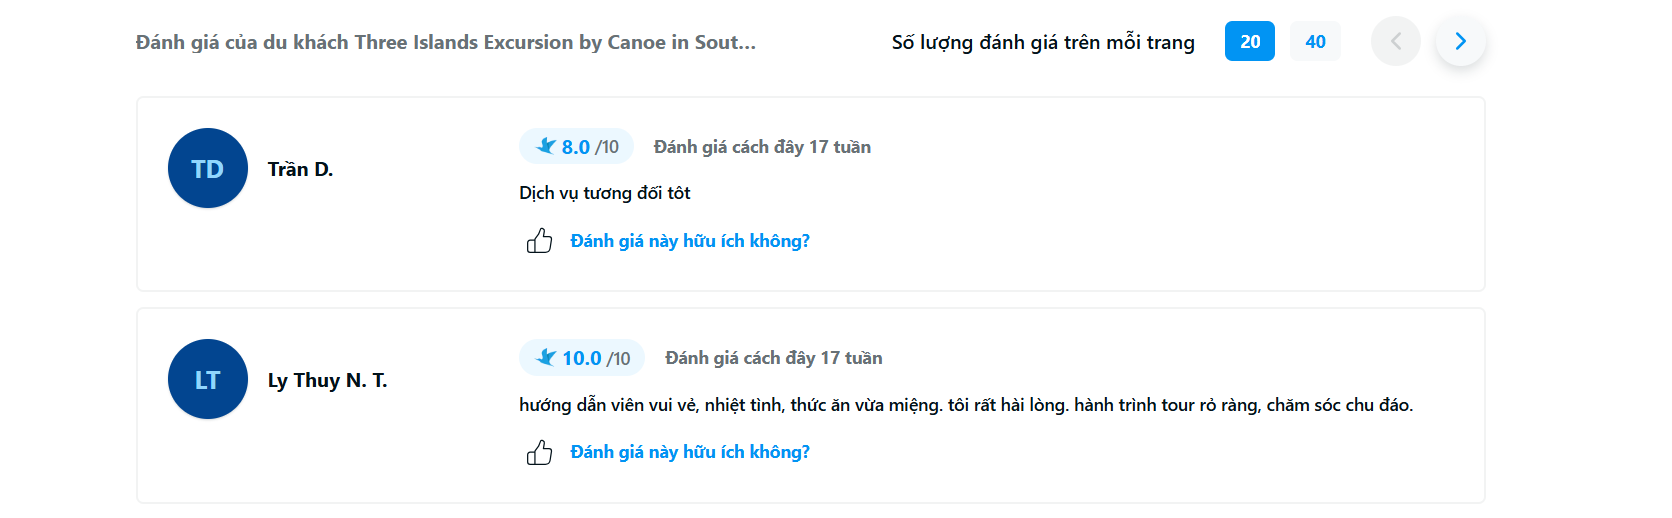 Đánh giá của du khách Three Islands Excursion by Canoe in Sout...
Số lượng đánh giá trên mỗi trang 20 40
TD
Trần D.
8.0 /10 Đánh giá cách đây 17 tuần
Dịch vụ tương đối tôt
Đánh giá này hữu ích không?
LT
Ly Thuy N. T.
10.0 /10 Đánh giá cách đây 17 tuần
hướng dẫn viên vui vẻ, nhiệt tình, thức ăn vừa miệng. tôi rất hài lòng. hành trình tour rỏ ràng, chăm sóc chu đáo.
Đánh giá này hữu ích không?